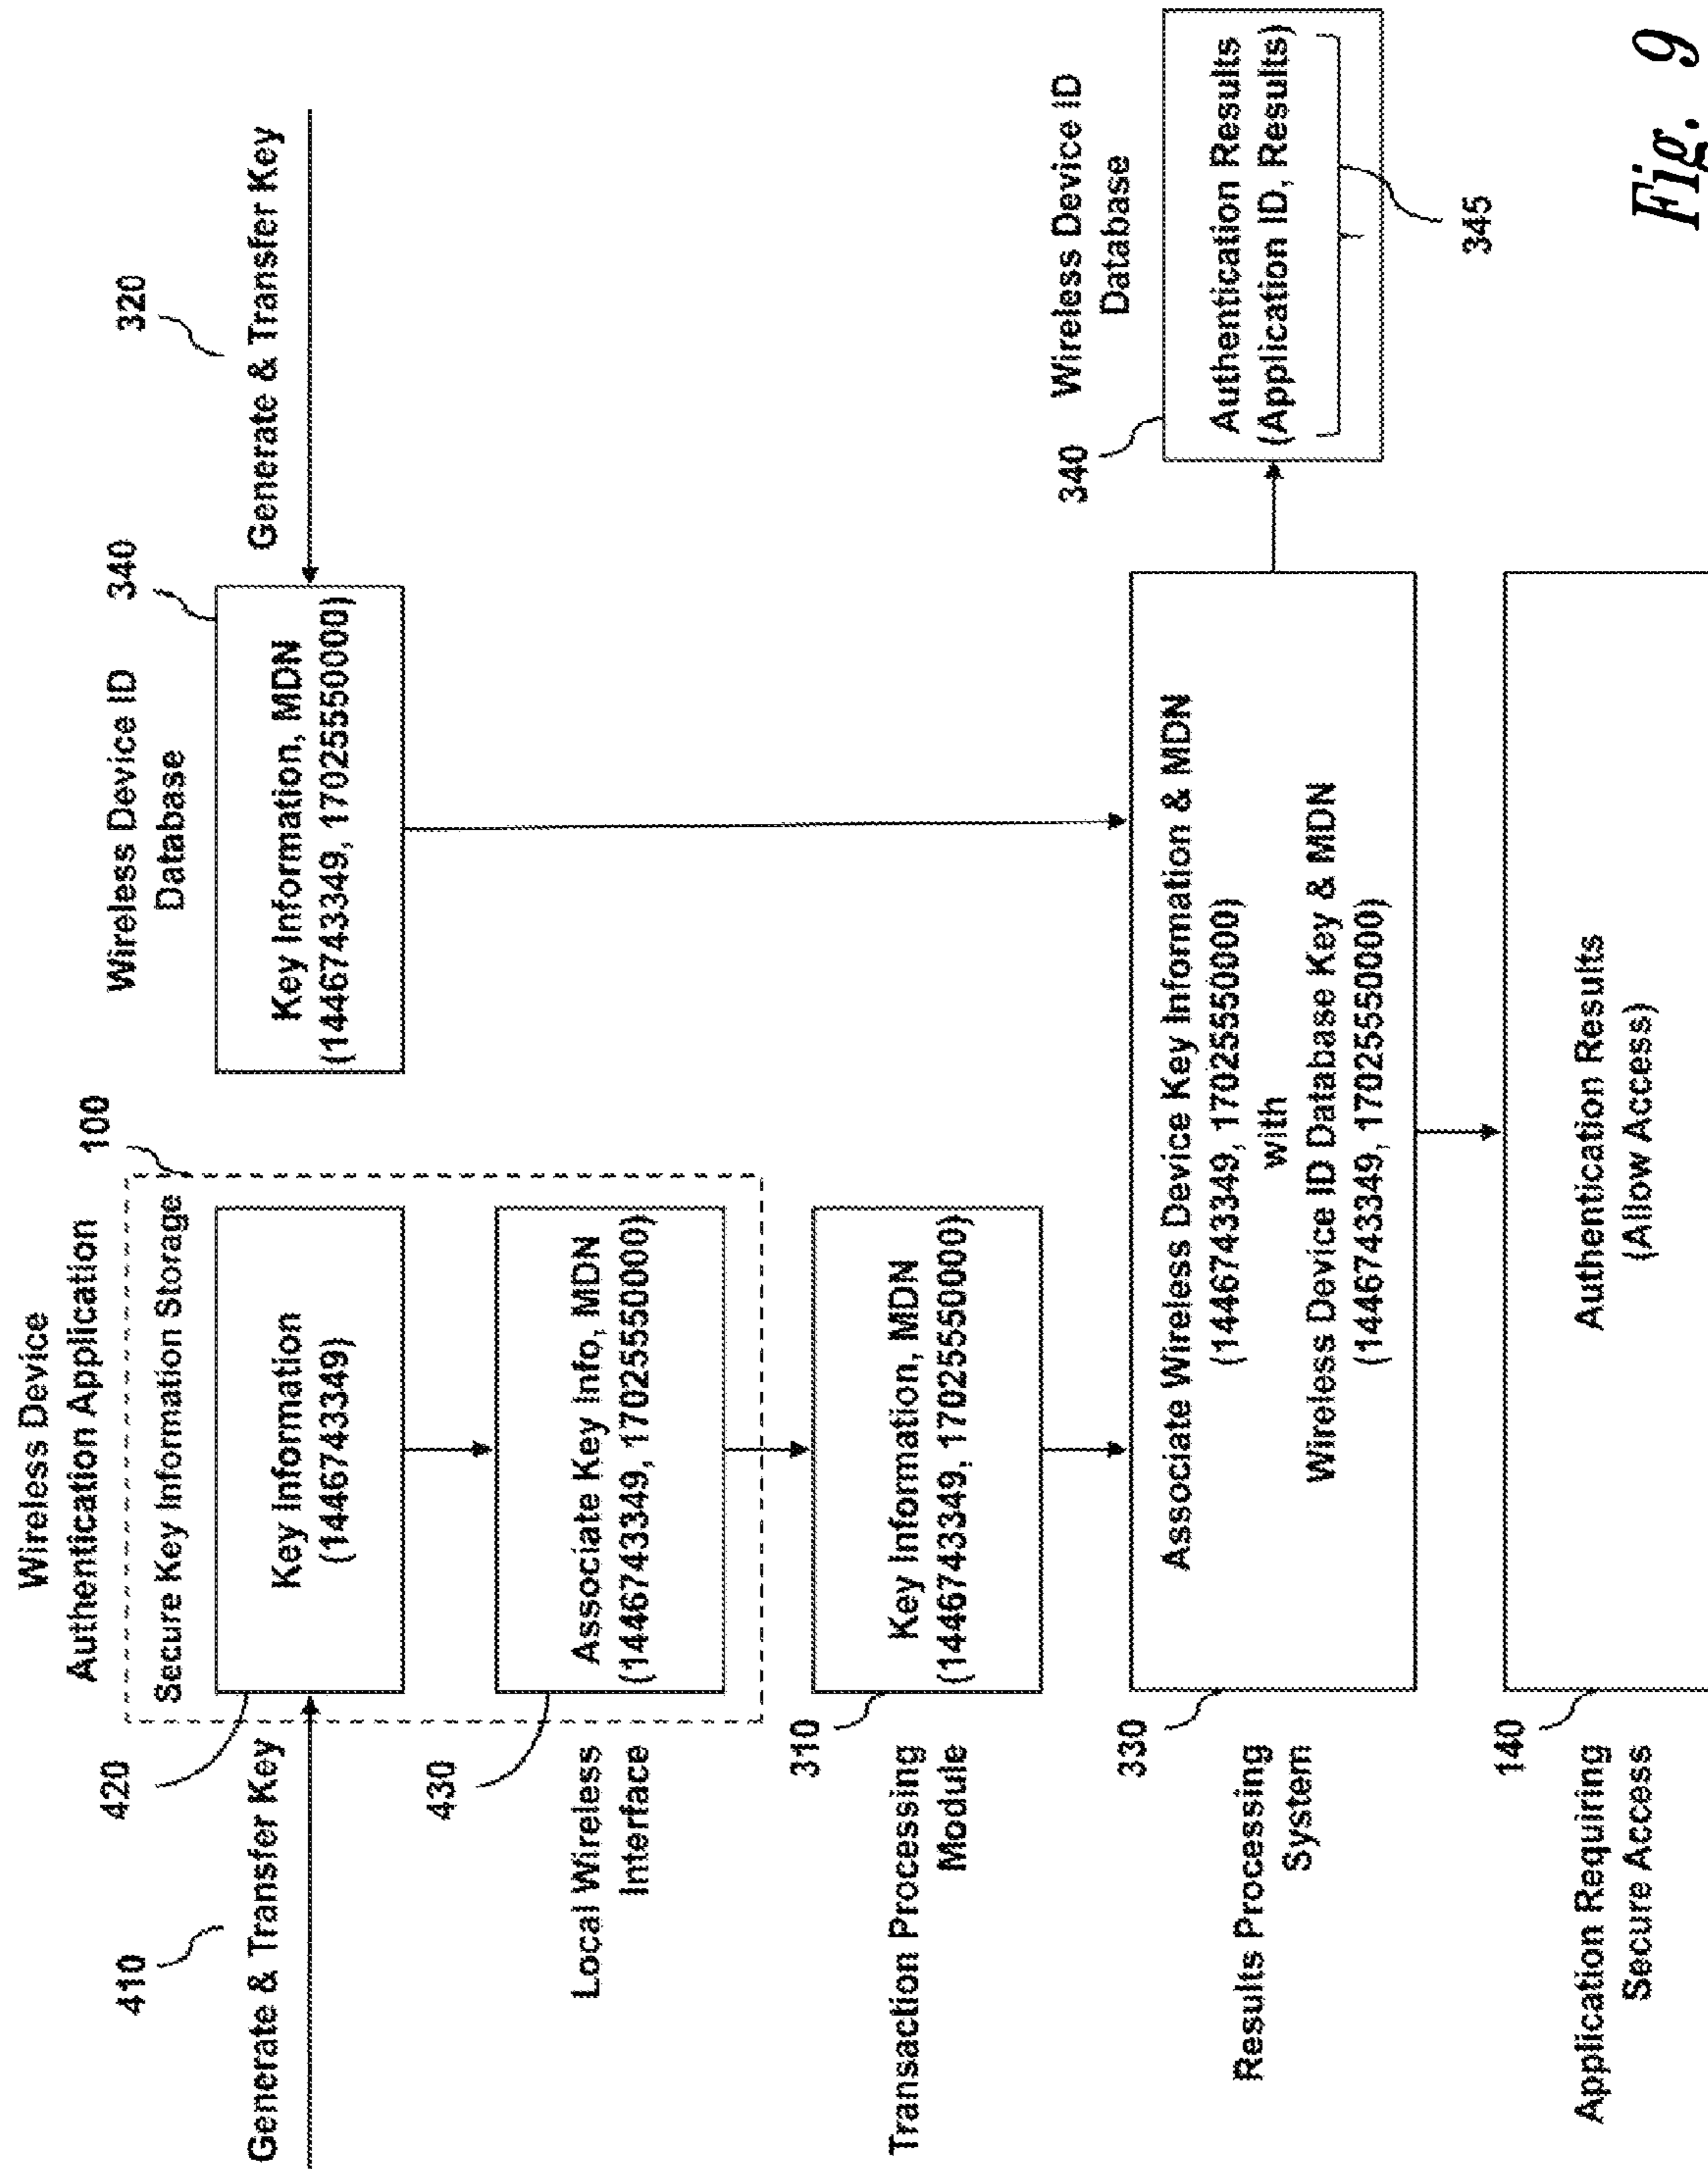 Wireless Device
Authentication Application
100
Wireless Device ID
Database
340
320
410
Generate & Transfer Key
420
Secure Key Information Storage
Key Information
(1446743349)
Key Information, MDN
(1446743349, 17025550000)
Generate & Transfer Key
Local Wireless
Interface
430
Associate Key Info, MDN
(1446743349, 17025550000)
Transaction Processing
Module
310
Key Information, MDN
(1446743349, 17025550000)
Results Processing
System
330
Associate Wireless Device Key Information & MDN
(1446743349, 17025550000)
with
Wireless Device ID Database Key & MDN
(1446743349, 17025550000)
340
Wireless Device ID
Database
Authentication Results
(Application ID, Results)
345
Application Requiring
Secure Access
140
Authentication Results
(Allow Access)
Fig. 9